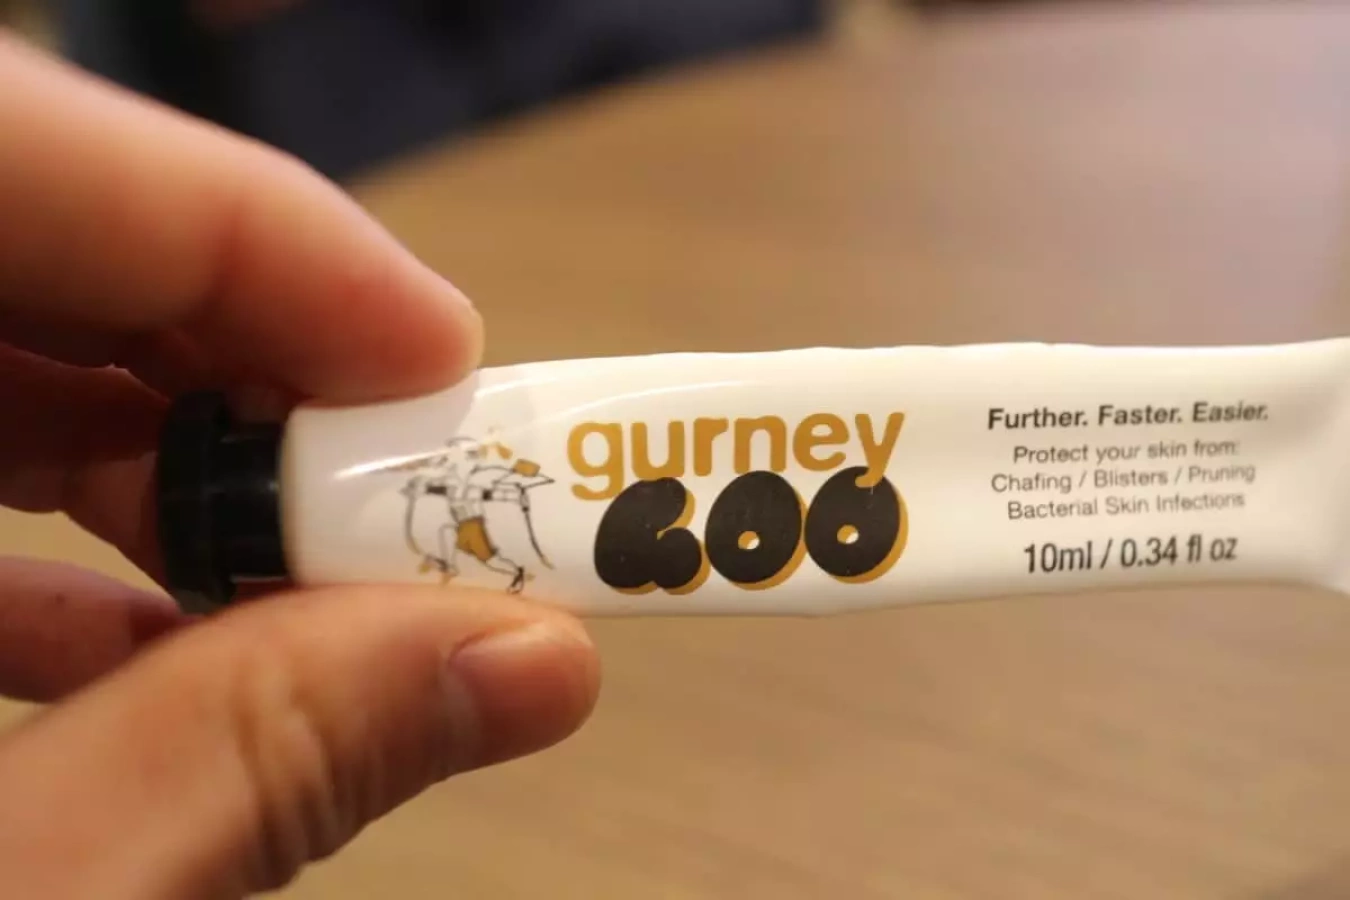 gurney
GOO
Further. Faster. Easier.
Protect your skin from:
Chafing / Blisters / Pruning
Bacterial Skin Infections
10ml / 0.34 fl oz